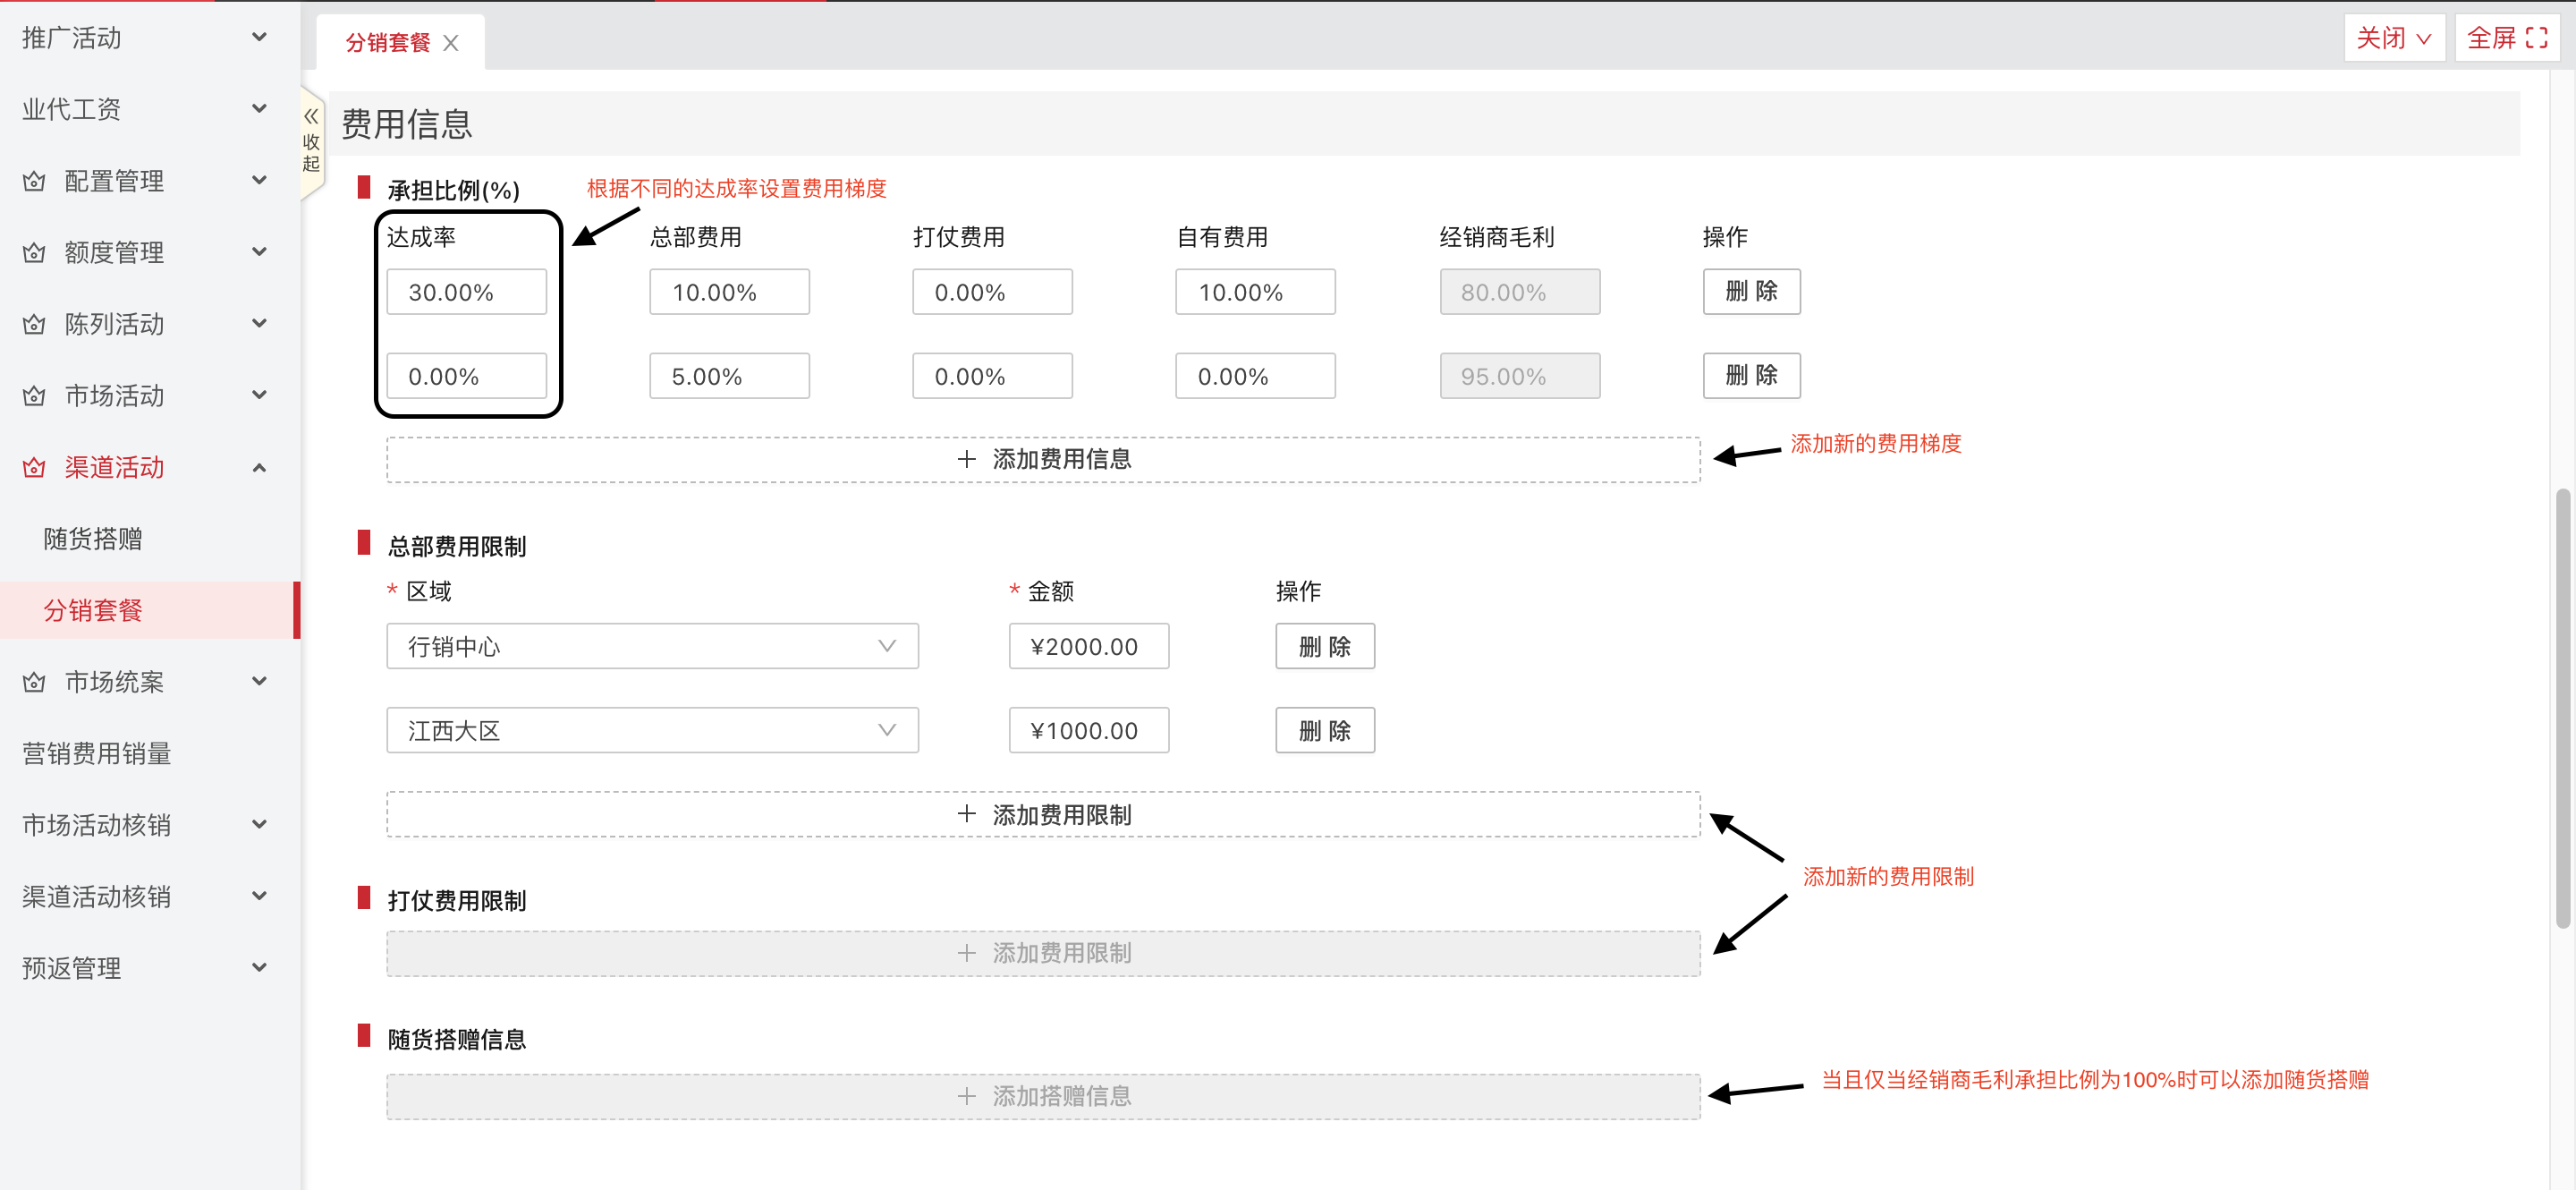 推广活动
业代工资
配置管理
额度管理
陈列活动
市场活动
渠道活动
随货搭赠
分销套餐
市场统案
营销费用销量
市场活动核销
渠道活动核销
预返管理
«
收
起
分销套餐 X
关闭
全屏
费用信息
承担比例(%)
根据不同的达成率设置费用梯度
达成率 总部费用 打仗费用 自有费用 经销商毛利 操作
30.00% 10.00% 0.00% 10.00% 80.00% 删 除
0.00% 5.00% 0.00% 0.00% 95.00% 删 除
+ 添加费用信息
添加新的费用梯度
总部费用限制
* 区域 * 金额 操作
行销中心 ¥2000.00 删 除
江西大区 ¥1000.00 删 除
+ 添加费用限制
添加新的费用限制
打仗费用限制
+ 添加费用限制
随货搭赠信息
+ 添加搭赠信息
当且仅当经销商毛利承担比例为100%时可以添加随货搭赠